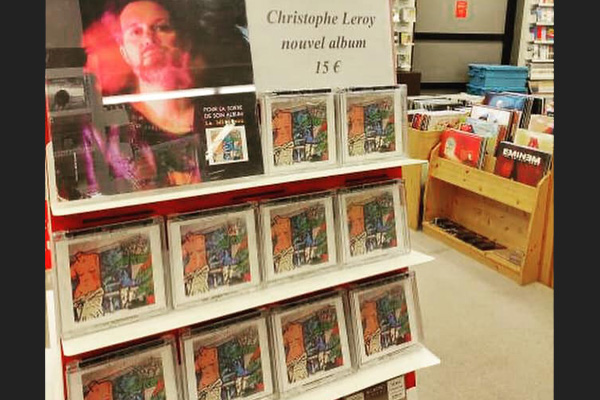 Christophe Leroy
nouvel album
15 €
POUR LA SORTIE
DE SON ALBUM
EMINEM